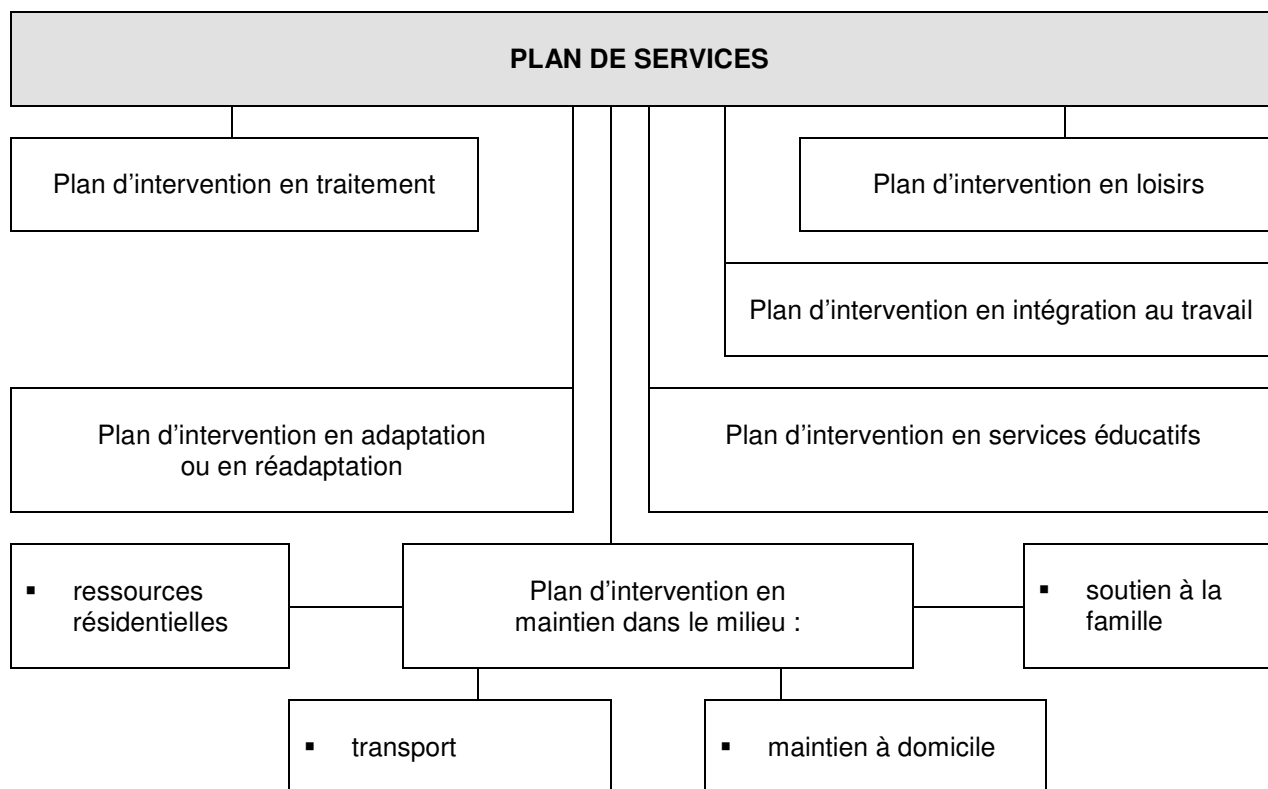 PLAN DE SERVICES
Plan d'intervention en traitement
Plan d'intervention en loisirs
Plan d'intervention en intégration au travail
Plan d'intervention en adaptation
ou en réadaptation
Plan d'intervention en services éducatifs
▪ ressources
résidentielles
Plan d'intervention en
maintien dans le milieu :
▪ soutien à la
famille
▪ transport
▪ maintien à domicile